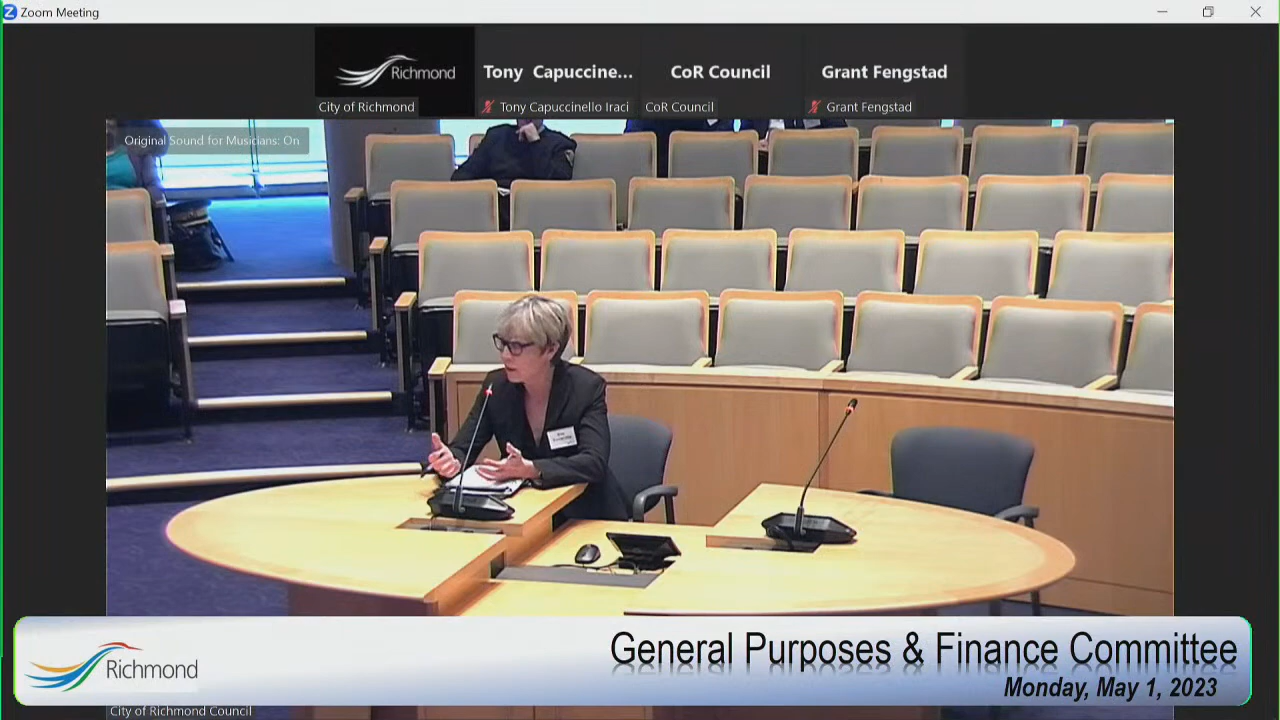 Zoom Meeting
Richmond
Tony Capuccine...
CoR Council
Grant Fengstad
City of Richmond
Tony Capuccinello Iraci
CoR Council
Grant Fengstad
Original Sound for Musicians: On
General Purposes & Finance Committee
Richmond
Monday, May 1, 2023
City of Richmond Council